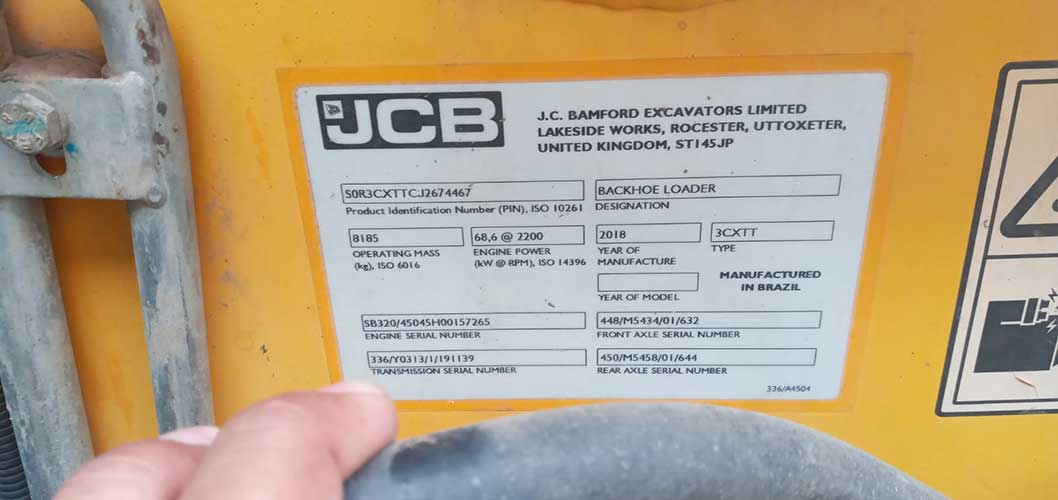 JCB
J.C. BAMFORD EXCAVATORS LIMITED
LAKESIDE WORKS, ROCESTER, UTTOXETER,
UNITED KINGDOM, ST145JP
S0R3CXTTCJ2674467
Product Identification Number (PIN), ISO 10261
BACKHOE LOADER
DESIGNATION
8185
OPERATING MASS
(kg), ISO 6016
68,6 @ 2200
ENGINE POWER
(kW @ RPM), ISO 14396
2018
YEAR OF
MANUFACTURE
3CXTT
TYPE
YEAR OF MODEL
MANUFACTURED
IN BRAZIL
SB320/45045H00157265
ENGINE SERIAL NUMBER
448/M5434/01/632
FRONT AXLE SERIAL NUMBER
336/Y0313/1/191139
TRANSMISSION SERIAL NUMBER
450/M5458/01/644
REAR AXLE SERIAL NUMBER
336/A4504